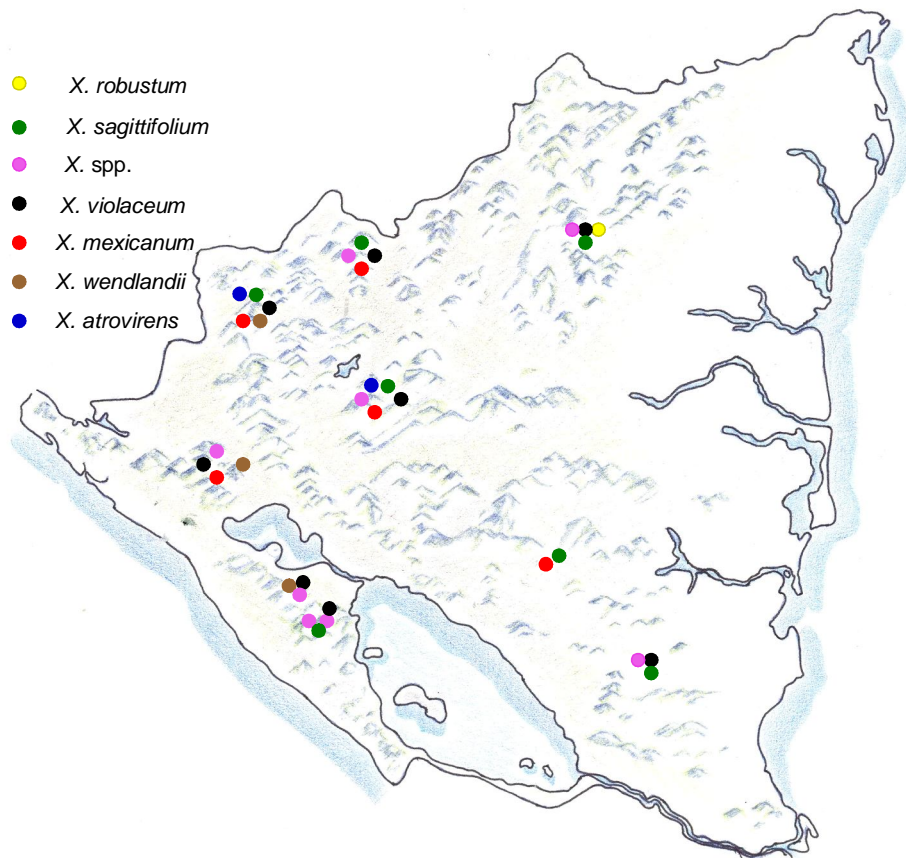 X. robustum
X. sagittifolium
X. spp.
X. violaceum
X. mexicanum
X. wendlandii
X. atrovirens